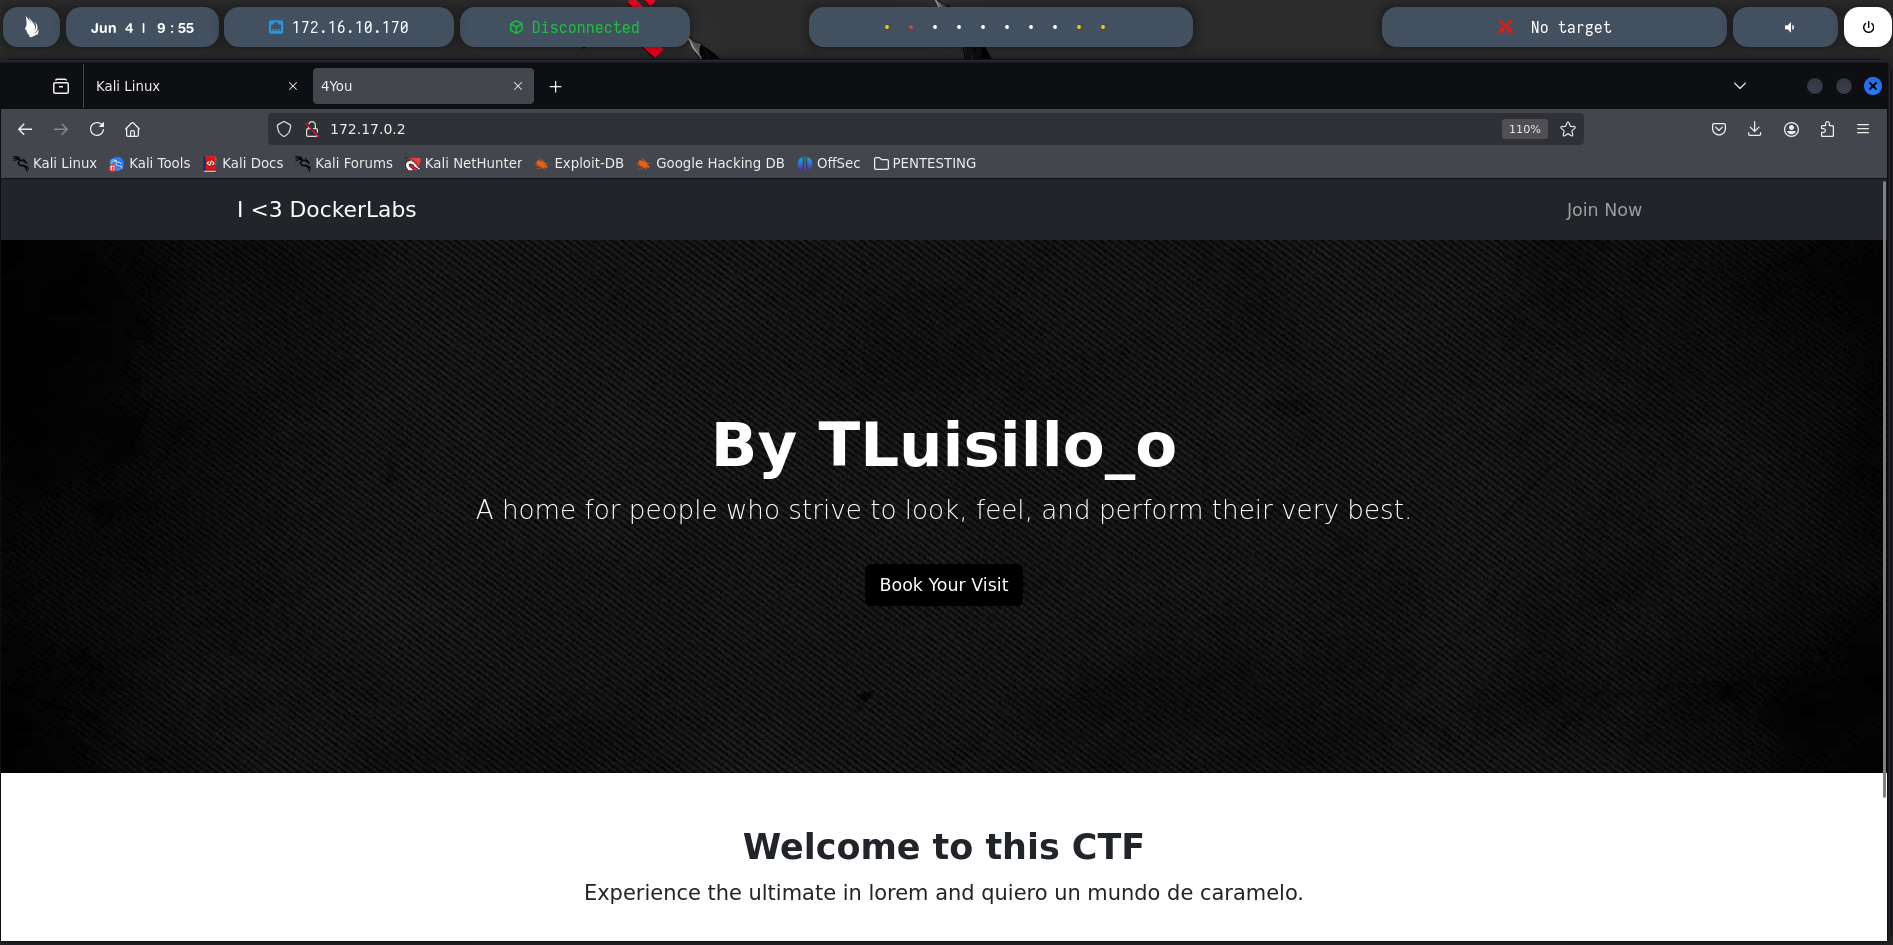 Jun 4 | 9:55
172.16.10.170
Disconnected
No target
Kali Linux
4You
172.17.0.2
110%
Kali Linux
Kali Tools
Kali Docs
Kali Forums
Kali NetHunter
Exploit-DB
Google Hacking DB
OffSec
PENTESTING
I <3 DockerLabs
Join Now
By TLuisillo_o
A home for people who strive to look, feel, and perform their very best.
Book Your Visit
Welcome to this CTF
Experience the ultimate in lorem and quiero un mundo de caramelo.